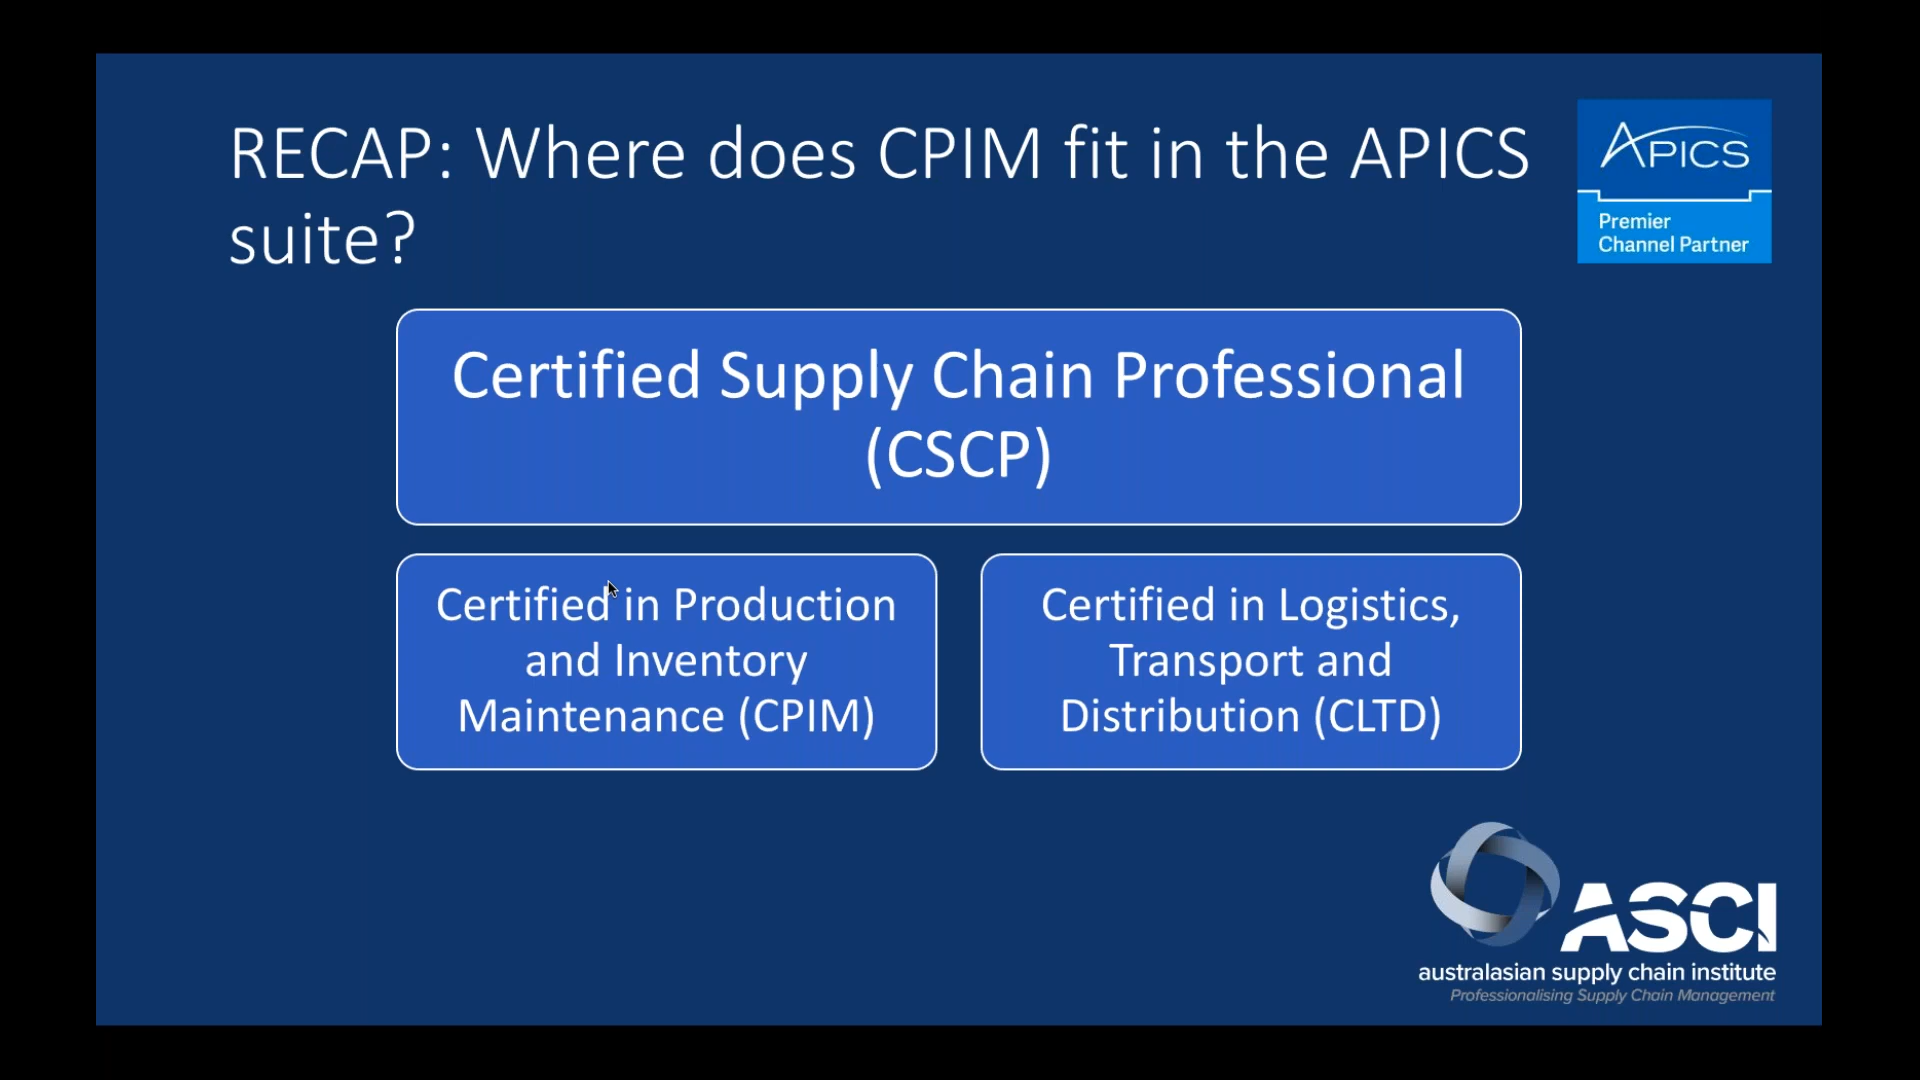 RECAP: Where does CPIM fit in the APICS
suite?
APICS
Premier
Channel Partner
Certified Supply Chain Professional
(CSCP)
Certified in Production
and Inventory
Maintenance (CPIM)
Certified in Logistics,
Transport and
Distribution (CLTD)
ASCI
australasian supply chain institute
Professionalising Supply Chain Management